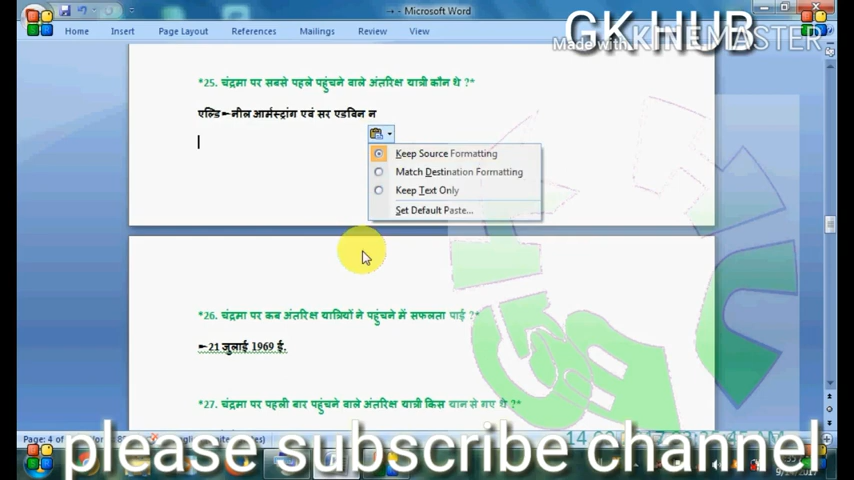 - Microsoft Word
GK HUB
Made with KINEMASTER
Home Insert Page Layout References Mailings Review View
*25. चंद्रमा पर सबसे पहले पहुंचने वाले अंतरिक्ष यात्री कौन थे ?*
एल्डि►नील आर्मस्ट्रांग एवं सर एडविन न
Keep Source Formatting
Match Destination Formatting
Keep Text Only
Set Default Paste...
*26. चंद्रमा पर कब अंतरिक्ष यात्रियों ने पहुंचने में सफलता पाई ?*
►21 जुलाई 1969 ई.
*27. चंद्रमा पर पहली बार पहुंचने वाले अंतरिक्ष यात्री किस यान से गए थे ?*
Page: 4 of
please subscribe channel